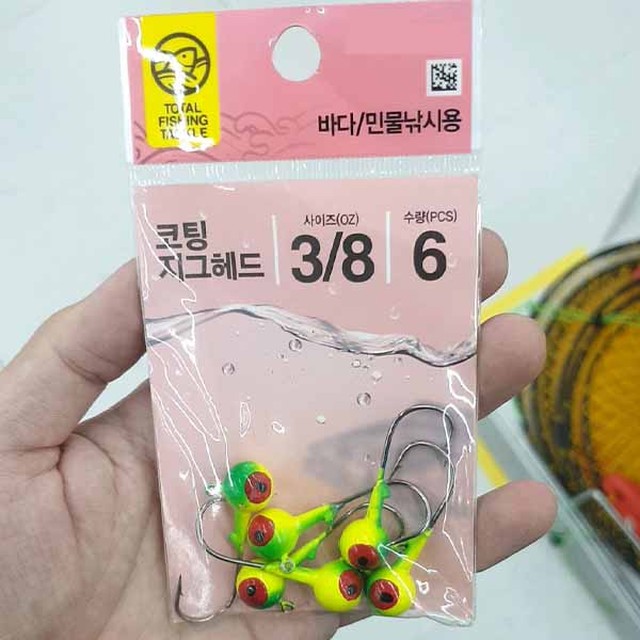 TOTAL
FISHING
TACKLE
바다/민물낚시용
코팅
지그헤드
사이즈(OZ)
3/8
수량(PCS)
6